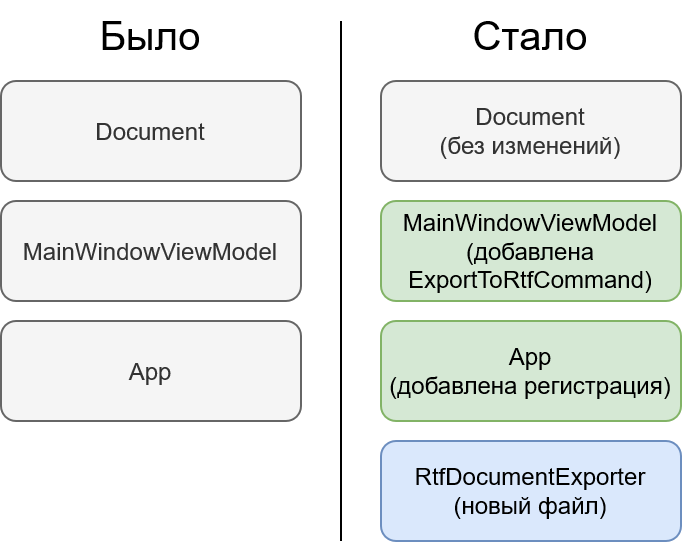 Было
Document
MainWindowViewModel
App
Стало
Document
(без изменений)
MainWindowViewModel
(добавлена
ExportToRtfCommand)
App
(добавлена регистрация)
RtfDocumentExporter
(новый файл)